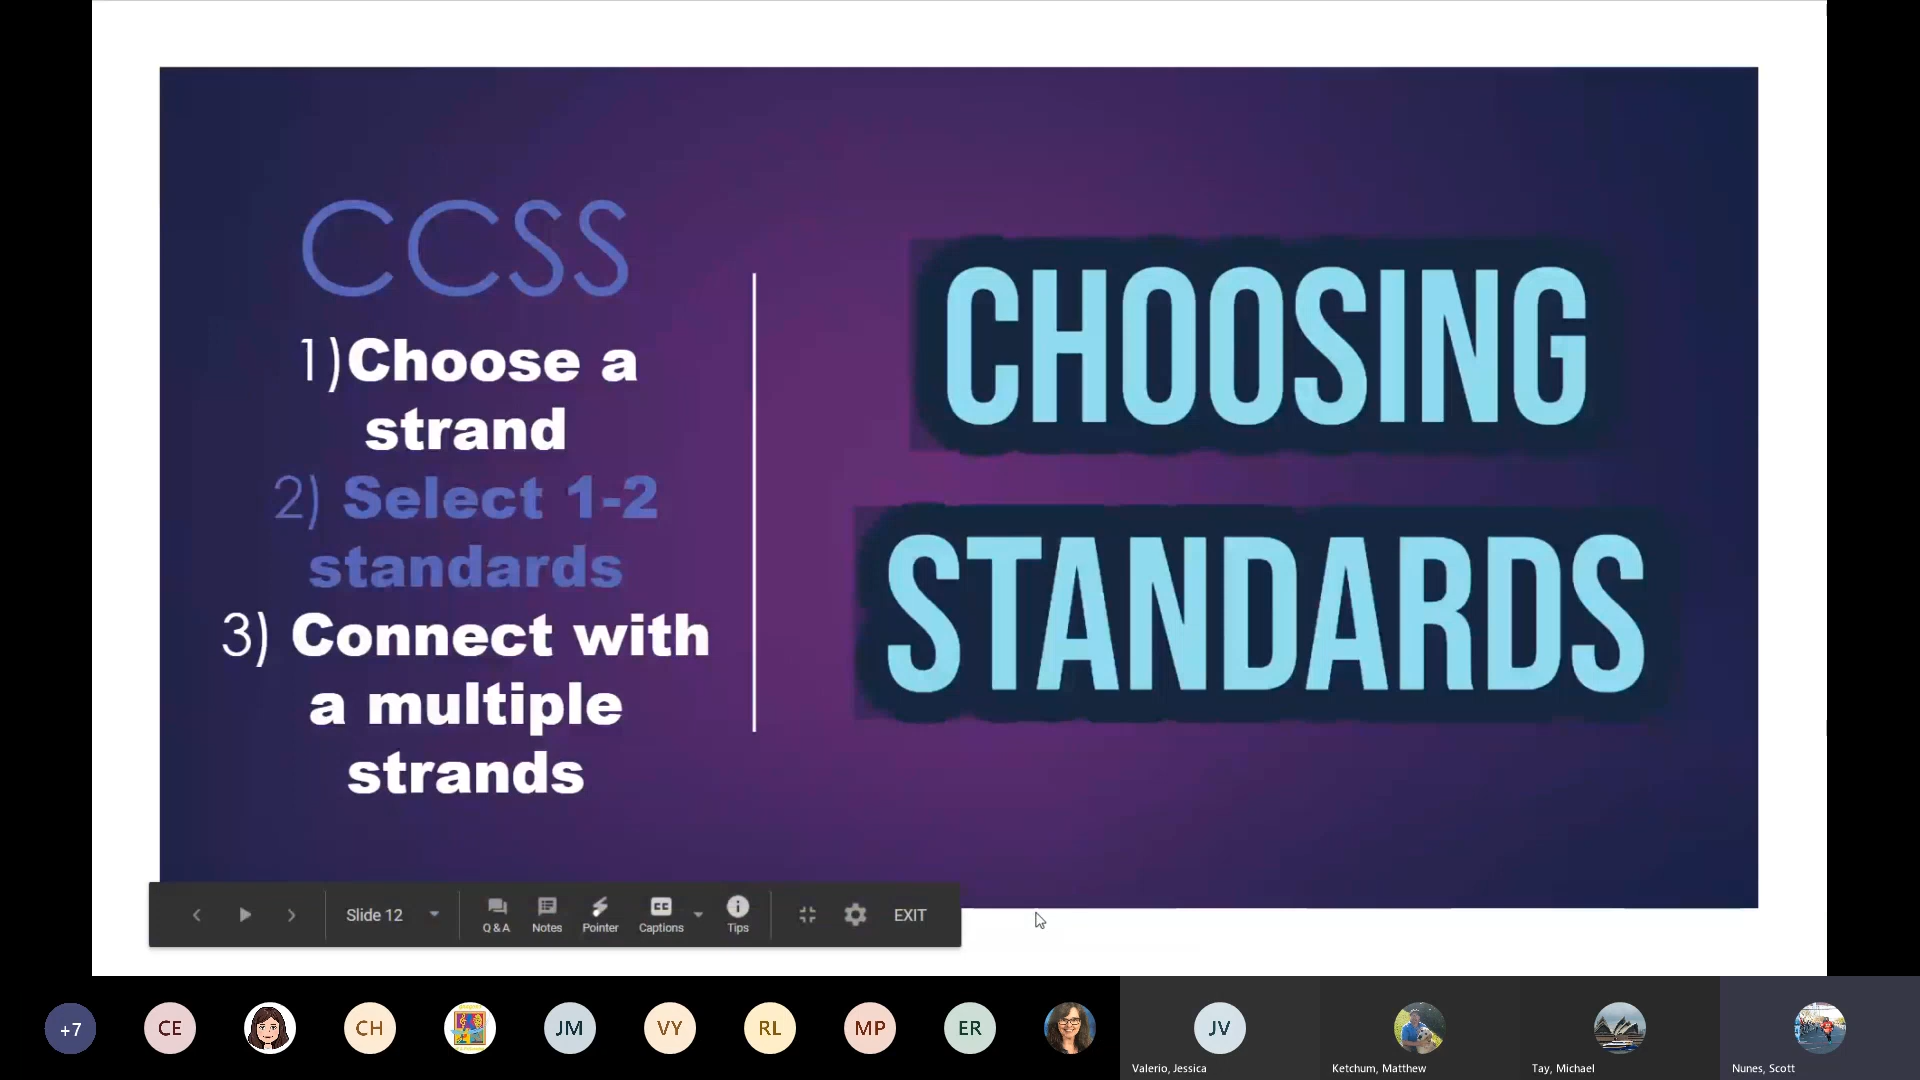 CCSS
1)Choose a
strand
2) Select 1-2
standards
3) Connect with
a multiple
strands
CHOOSING
STANDARDS
Slide 12
Q & A
Notes
Pointer
CC
Captions
Tips
EXIT
+7
CE
CH
JM
VY
RL
MP
ER
JV
Valerio, Jessica
Ketchum, Matthew
Tay, Michael
Nunes, Scott